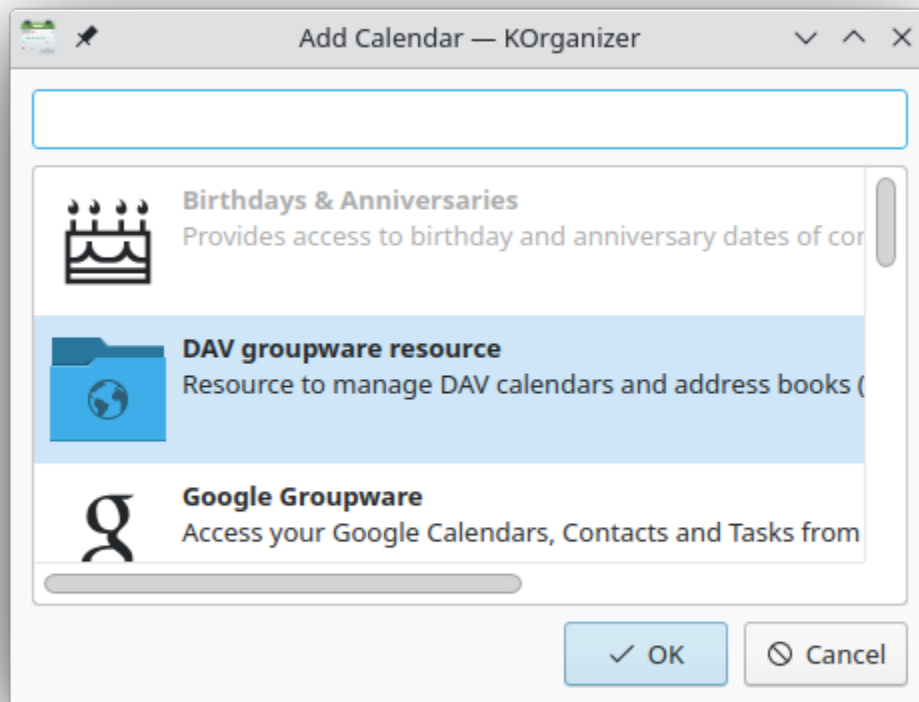 Add Calendar — KOrganizer
Birthdays & Anniversaries
Provides access to birthday and anniversary dates of cor
DAV groupware resource
Resource to manage DAV calendars and address books (
Google Groupware
Access your Google Calendars, Contacts and Tasks from
OK
Cancel